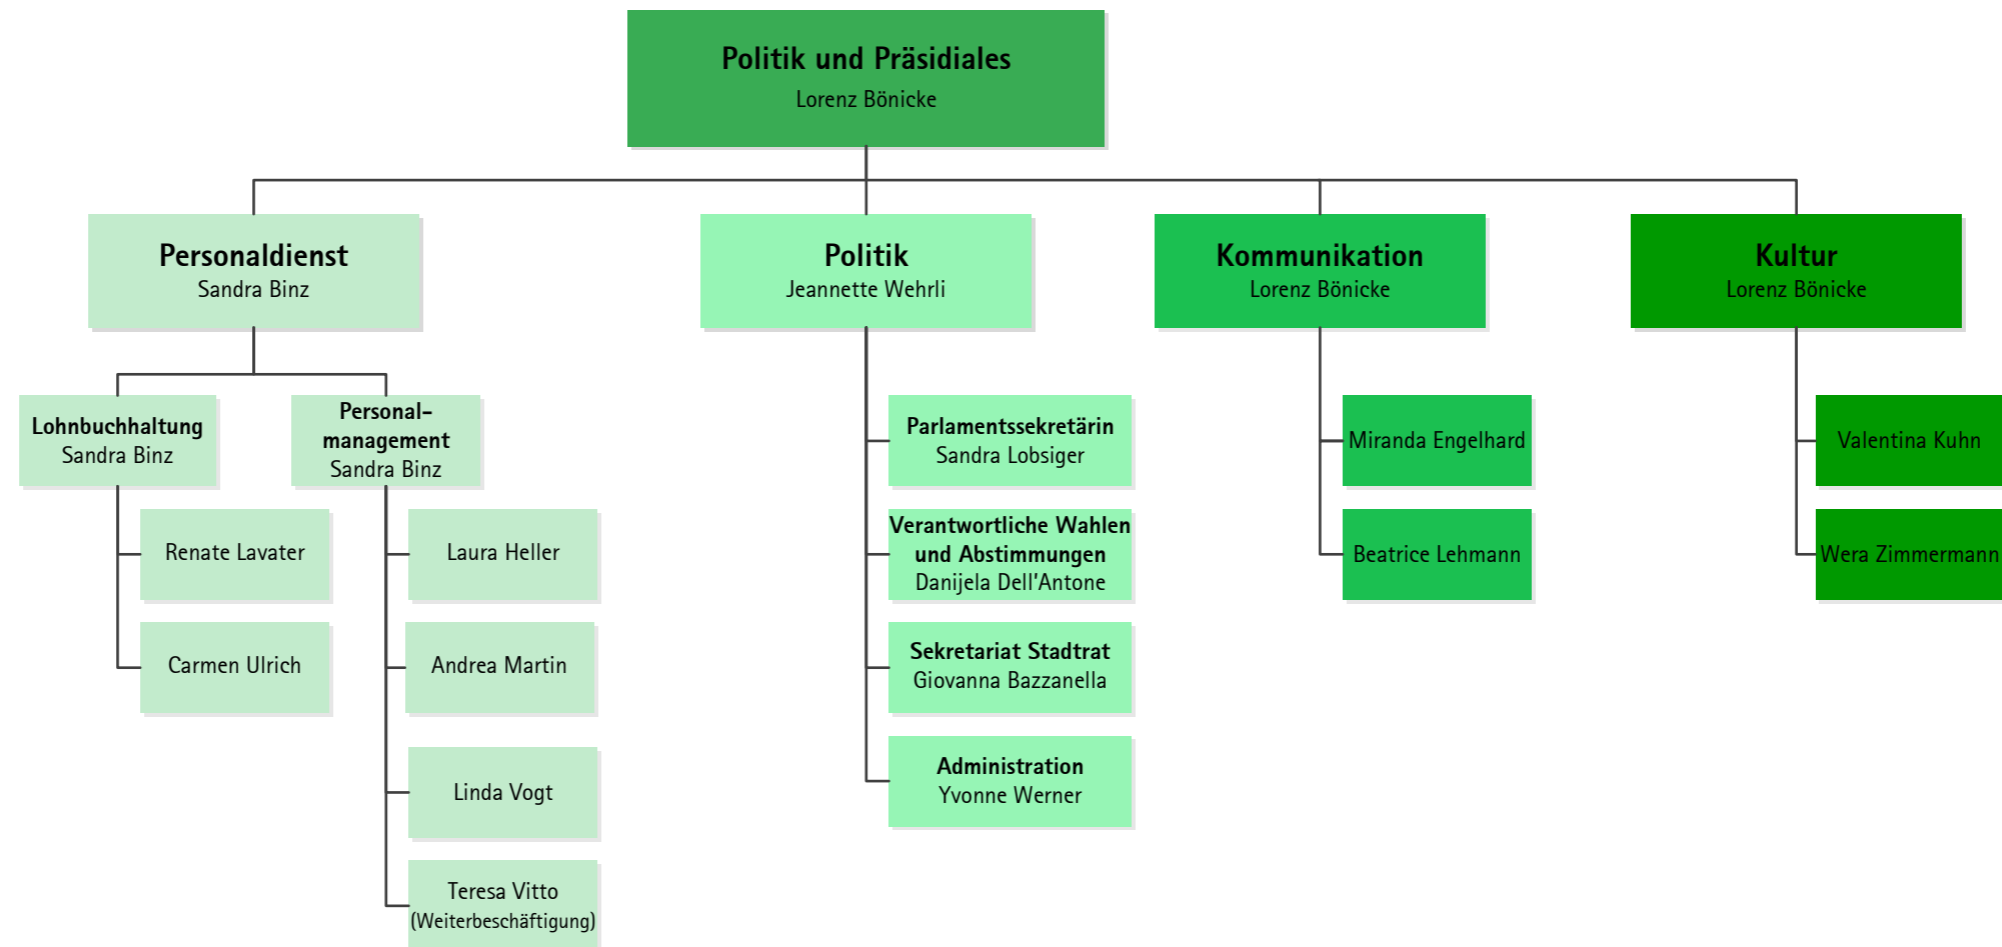 Politik und Präsidiales
Lorenz Bönicke
Personaldienst
Sandra Binz
Politik
Jeannette Wehrli
Kommunikation
Lorenz Bönicke
Kultur
Lorenz Bönicke
Lohnbuchhaltung
Sandra Binz
Renate Lavater
Carmen Ulrich
Personal-
management
Sandra Binz
Laura Heller
Andrea Martin
Linda Vogt
Teresa Vitto
(Weiterbeschäftigung)
Parlamentssekretärin
Sandra Lobsiger
Verantwortliche Wahlen
und Abstimmungen
Danijela Dell'Antone
Sekretariat Stadtrat
Giovanna Bazzanella
Administration
Yvonne Werner
Miranda Engelhard
Beatrice Lehmann
Valentina Kuhn
Wera Zimmermann